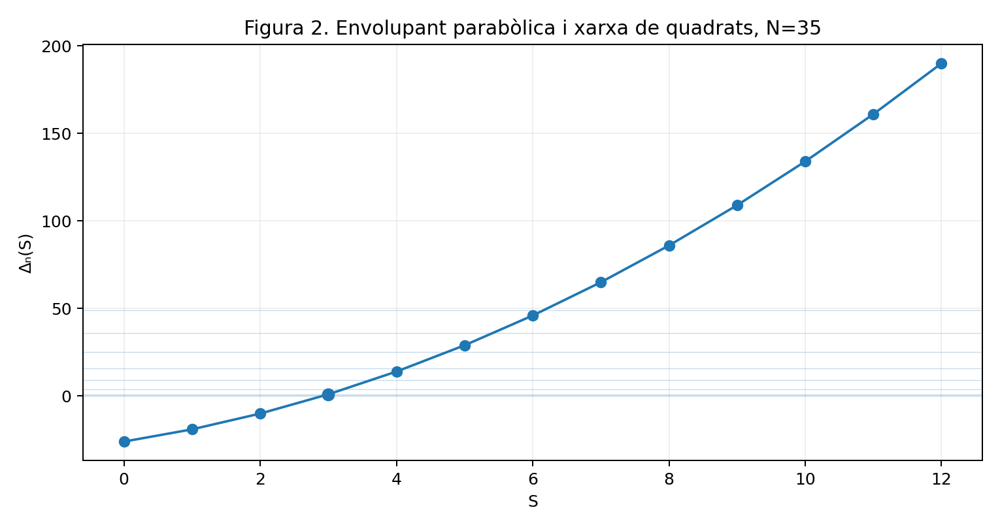 Figura 2. Envolupant parabòlica i xarxa de quadrats, N=35
200
150
100
50
0
Δₙ(S)
0 2 4 6 8 10 12
S